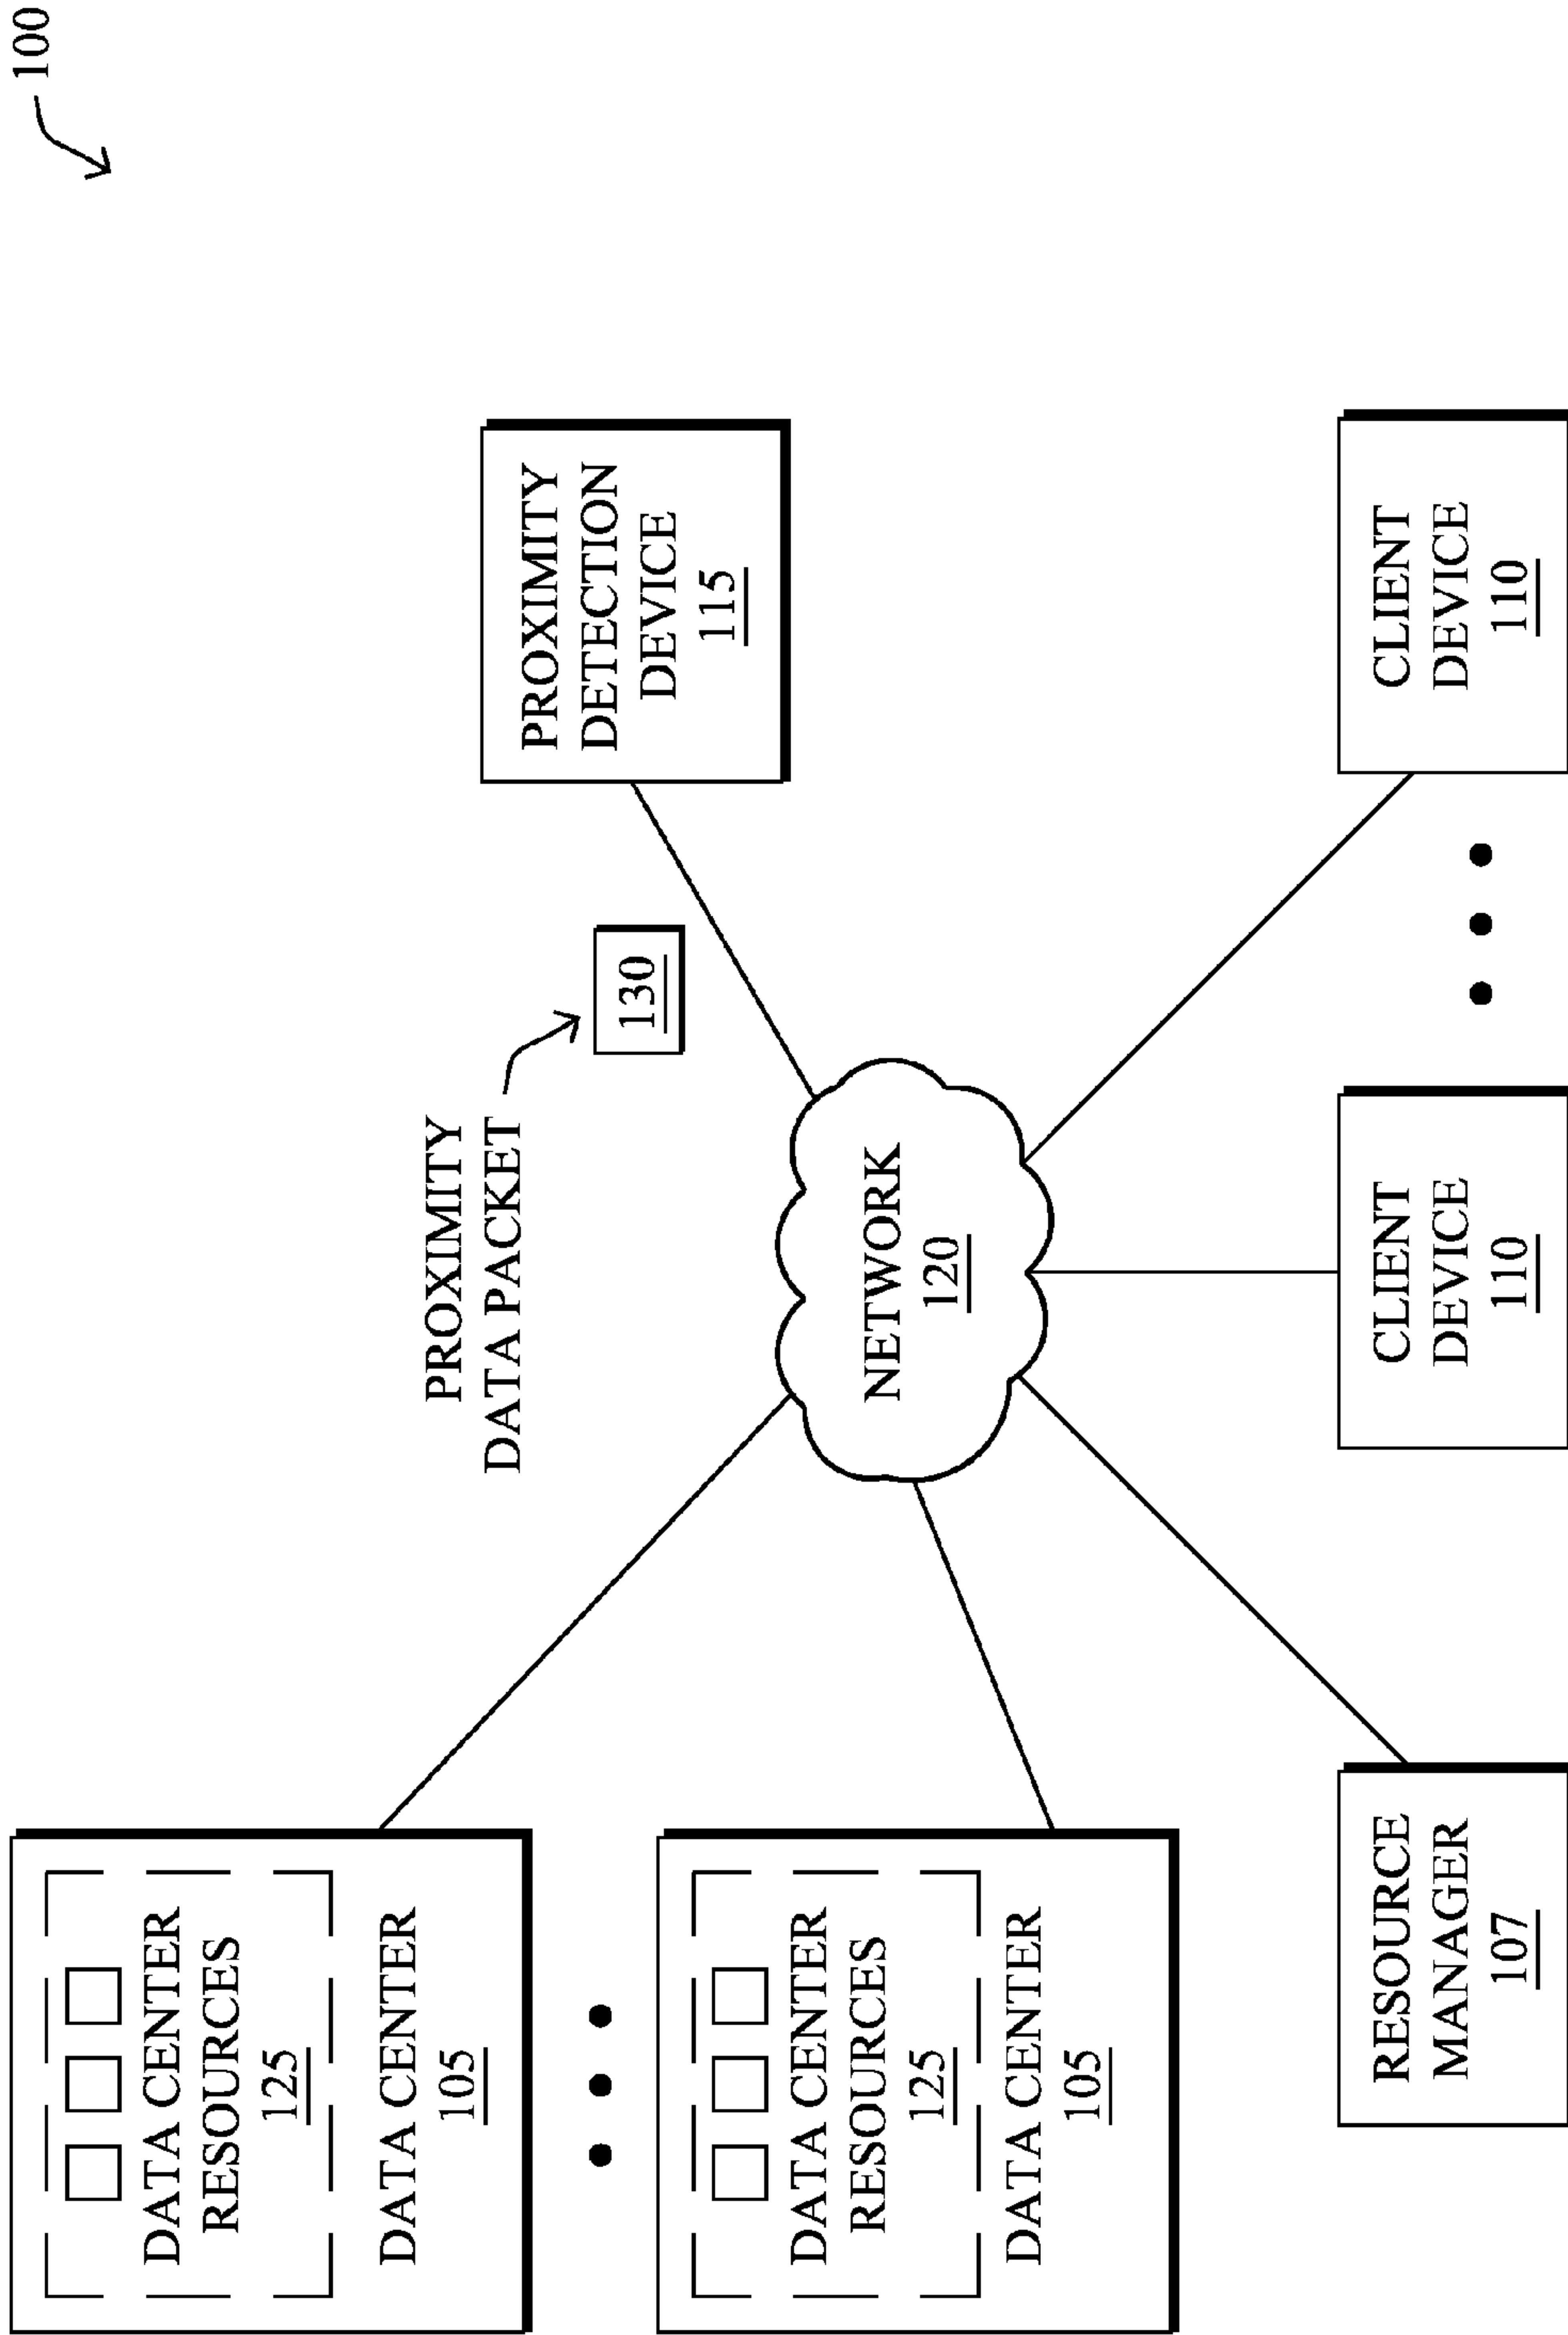 100
DATA CENTER
RESOURCES
125
DATA CENTER
105
PROXIMITY
DATA PACKET
130
PROXIMITY
DETECTION
DEVICE
115
DATA CENTER
RESOURCES
125
DATA CENTER
105
NETWORK
120
RESOURCE
MANAGER
107
CLIENT
DEVICE
110
CLIENT
DEVICE
110